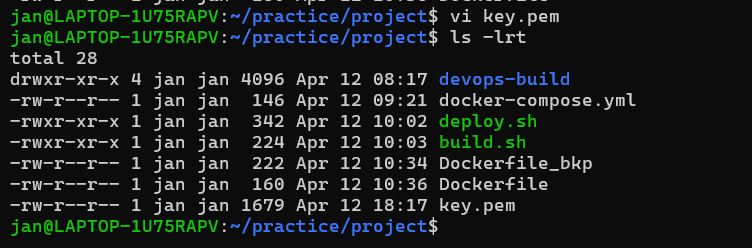 jan@LAPTOP-1U75RAPV:~/practice/project$ vi key.pem
jan@LAPTOP-1U75RAPV:~/practice/project$ ls -lrt
total 28
drwxr-xr-x 4 jan jan 4096 Apr 12 08:17 devops-build
-rw-r--r-- 1 jan jan  146 Apr 12 09:21 docker-compose.yml
-rwxr-xr-x 1 jan jan  342 Apr 12 10:02 deploy.sh
-rwxr-xr-x 1 jan jan  224 Apr 12 10:03 build.sh
-rw-r--r-- 1 jan jan  222 Apr 12 10:34 Dockerfile_bkp
-rw-r--r-- 1 jan jan  160 Apr 12 10:36 Dockerfile
-rw-r--r-- 1 jan jan 1679 Apr 12 18:17 key.pem
jan@LAPTOP-1U75RAPV:~/practice/project$